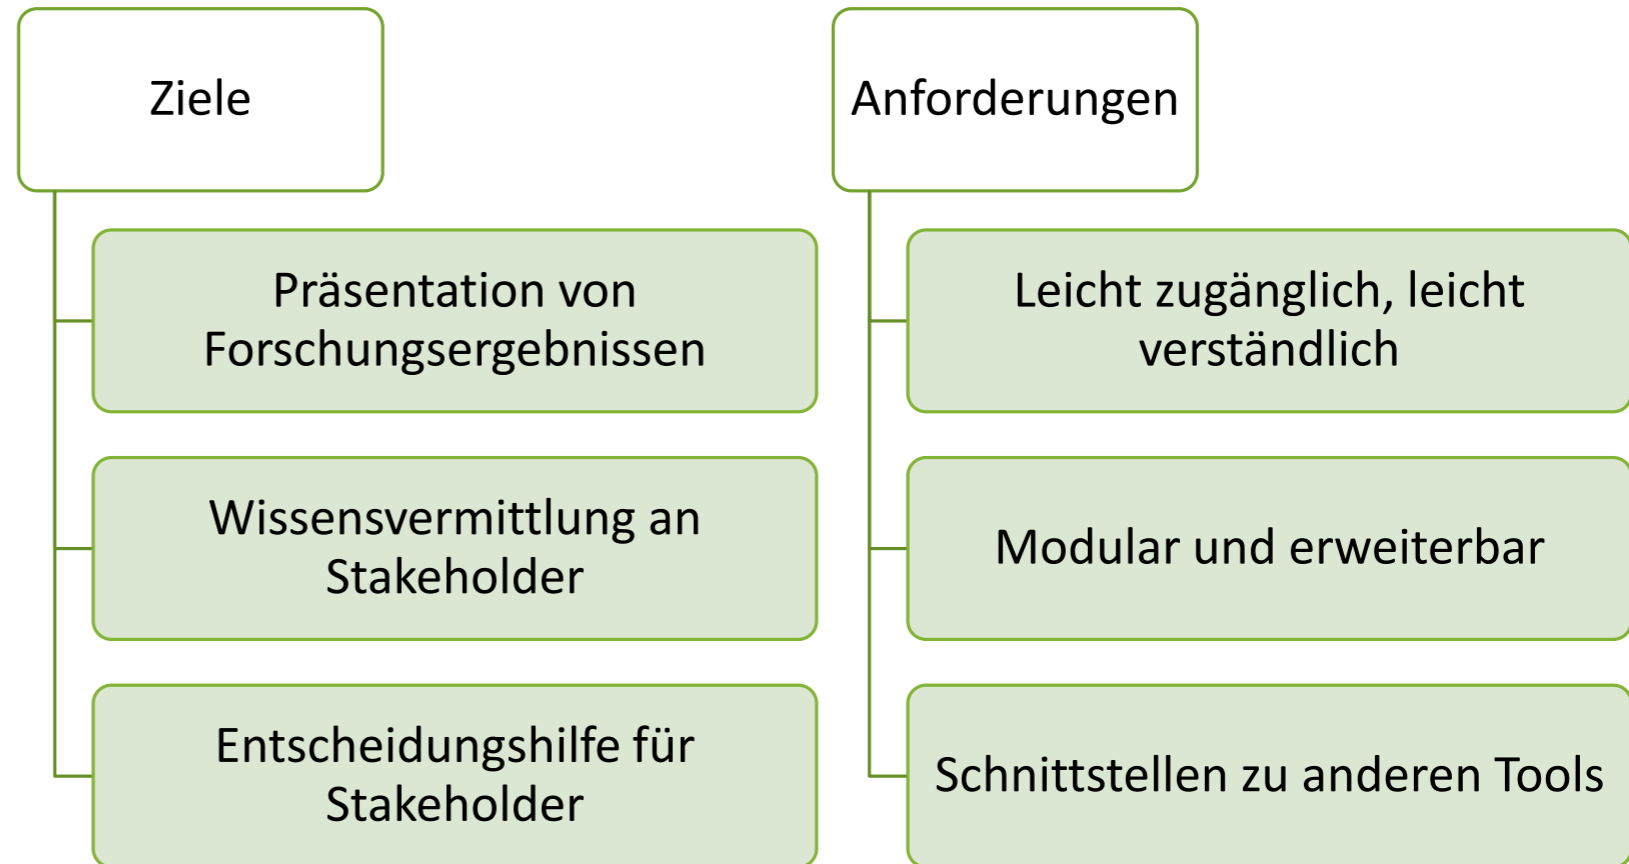 Ziele
Präsentation von
Forschungsergebnissen
Wissensvermittlung an
Stakeholder
Entscheidungshilfe für
Stakeholder
Anforderungen
Leicht zugänglich, leicht
verständlich
Modular und erweiterbar
Schnittstellen zu anderen Tools